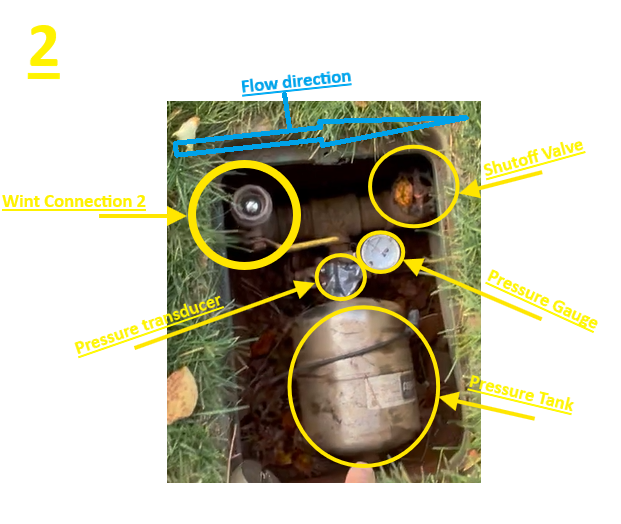 2
Flow direction
Shutoff Valve
Wint Connection 2
Pressure transducer
Pressure Gauge
Pressure Tank